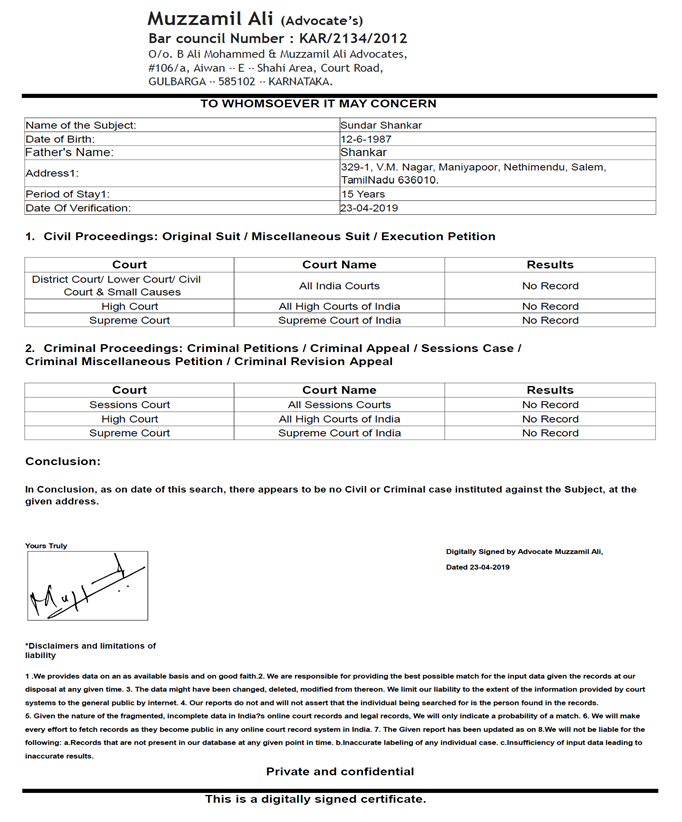 Muzzamil Ali (Advocate's)
Bar council Number : KAR/2134/2012
O/o. B Ali Mohammed & Muzzamil Ali Advocates,
#106/a, Aiwan -- E -- Shahi Area, Court Road,
GULBARGA -- 585102 -- KARNATAKA.
TO WHOMSOEVER IT MAY CONCERN
Name of the Subject: Sundar Shankar
Date of Birth: 12-6-1987
Father's Name: Shankar
Address1: 329-1, V.M. Nagar, Maniyapoor, Nethimendu, Salem,
TamilNadu 636010.
Period of Stay1: 15 Years
Date Of Verification: 23-04-2019
1. Civil Proceedings: Original Suit / Miscellaneous Suit / Execution Petition
Court Court Name Results
District Court/ Lower Court/ Civil
Court & Small Causes All India Courts No Record
High Court All High Courts of India No Record
Supreme Court Supreme Court of India No Record
2. Criminal Proceedings: Criminal Petitions / Criminal Appeal / Sessions Case /
Criminal Miscellaneous Petition / Criminal Revision Appeal
Court Court Name Results
Sessions Court All Sessions Courts No Record
High Court All High Courts of India No Record
Supreme Court Supreme Court of India No Record
Conclusion:
In Conclusion, as on date of this search, there appears to be no Civil or Criminal case instituted against the Subject, at the
given address.
Yours Truly
Digitally Signed by Advocate Muzzamil Ali,
Dated 23-04-2019
*Disclaimers and limitations of
liability
1 .We provides data on an as available basis and on good faith.2. We are responsible for providing the best possible match for the input data given the records at our
disposal at any given time. 3. The data might have been changed, deleted, modified from thereon. We limit our liability to the extent of the information provided by court
systems to the general public by internet. 4. Our reports do not and will not assert that the individual being searched for is the person found in the records.
5. Given the nature of the fragmented, incomplete data in India?s online court records and legal records, We will only indicate a probability of a match. 6. We will make
every effort to fetch records as they become public in any online court record system in India. 7. The Given report has been updated as on 8.We will not be liable for the
following: a.Records that are not present in our database at any given point in time. b.Inaccurate labeling of any individual case. c.Insufficiency of input data leading to
inaccurate results.
Private and confidential
This is a digitally signed certificate.